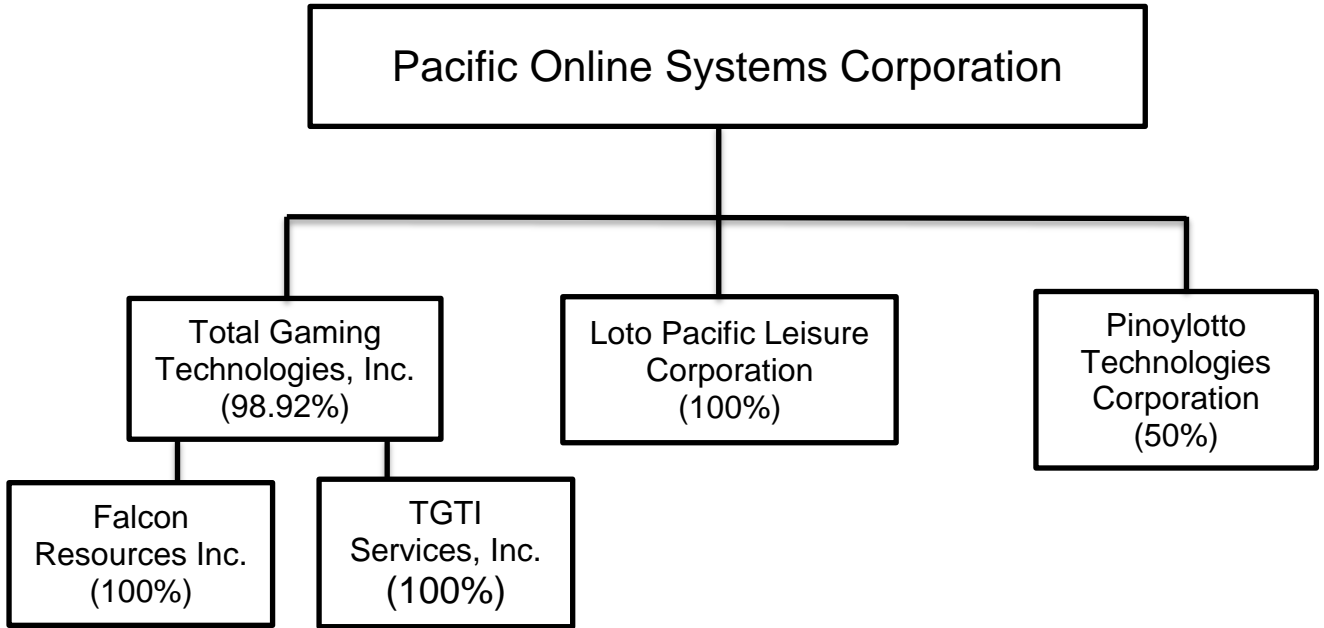 Pacific Online Systems Corporation
Total Gaming
Technologies, Inc.
(98.92%)
Loto Pacific Leisure
Corporation
(100%)
Pinoylotto
Technologies
Corporation
(50%)
Falcon
Resources Inc.
(100%)
TGTI
Services, Inc.
(100%)